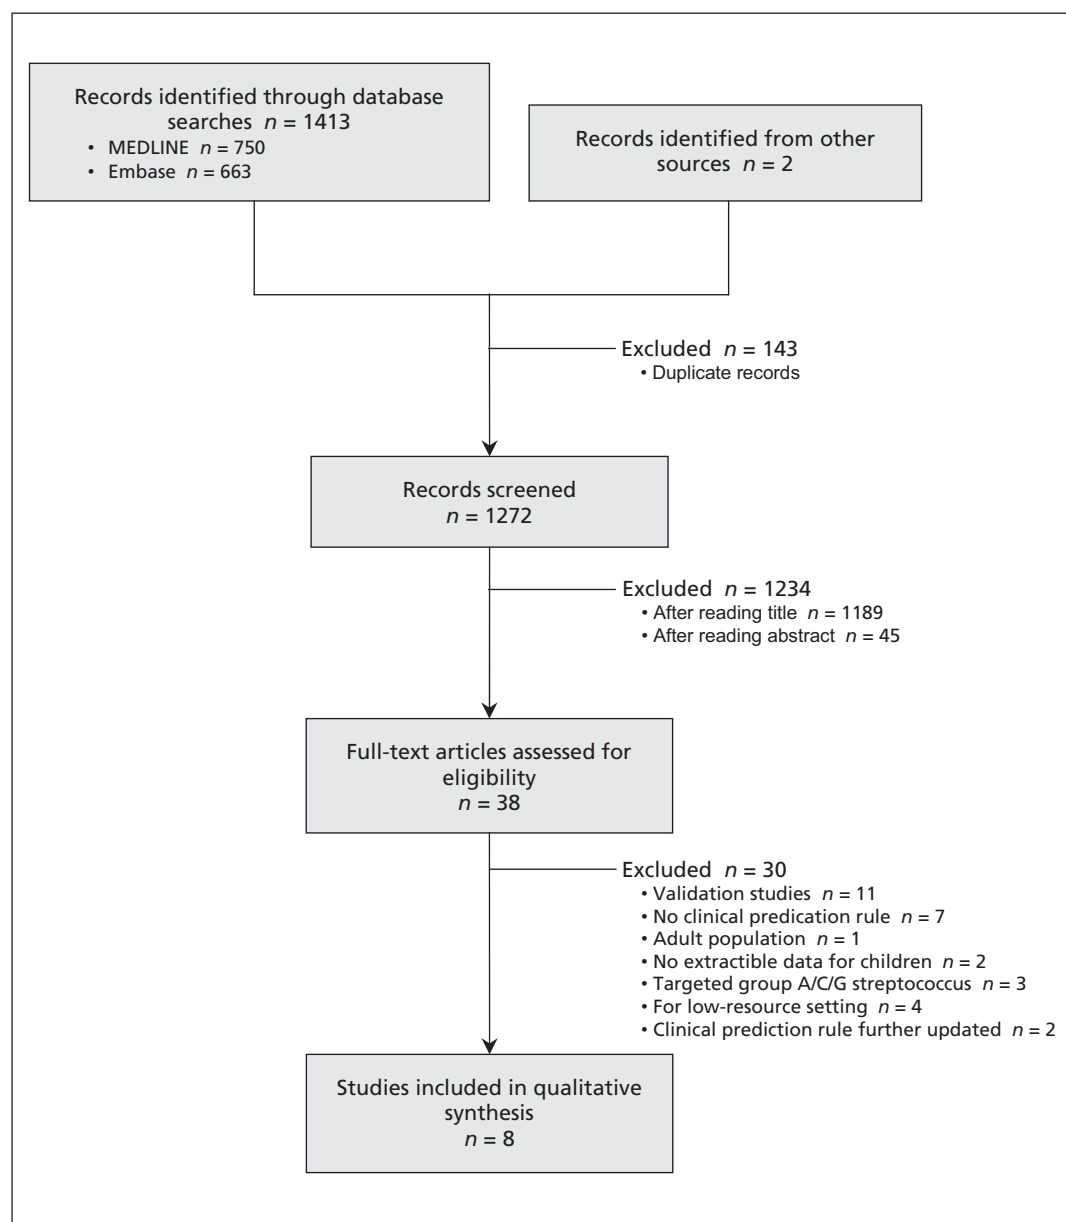 Records identified through database
searches n = 1413
• MEDLINE n = 750
• Embase n = 663
Records identified from other
sources n = 2
Excluded n = 143
• Duplicate records
Records screened
n = 1272
Excluded n = 1234
• After reading title n = 1189
• After reading abstract n = 45
Full-text articles assessed for
eligibility
n = 38
Excluded n = 30
• Validation studies n = 11
• No clinical predication rule n = 7
• Adult population n = 1
• No extractible data for children n = 2
• Targeted group A/C/G streptococcus n = 3
• For low-resource setting n = 4
• Clinical prediction rule further updated n = 2
Studies included in qualitative
synthesis
n = 8